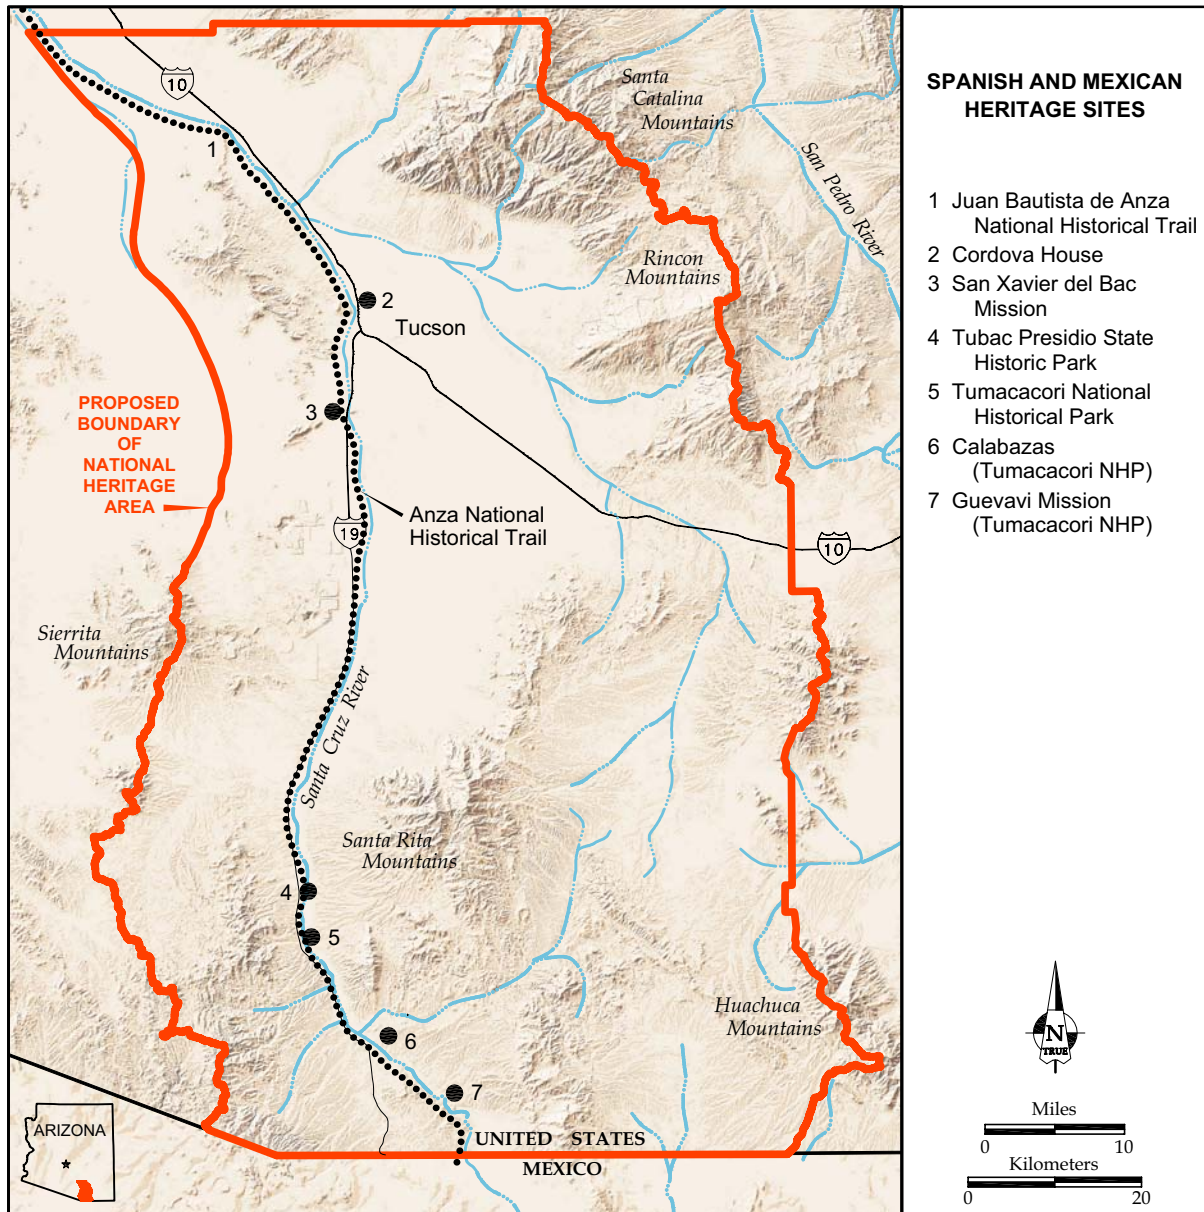 SPANISH AND MEXICAN
HERITAGE SITES
1 Juan Bautista de Anza
National Historical Trail
2 Cordova House
3 San Xavier del Bac
Mission
4 Tubac Presidio State
Historic Park
5 Tumacacori National
Historical Park
6 Calabazas
(Tumacacori NHP)
7 Guevavi Mission
(Tumacacori NHP)
10
Santa
Catalina
Mountains
1
San Pedro River
Rincon
Mountains
2
Tucson
3
PROPOSED
BOUNDARY
OF
NATIONAL
HERITAGE
AREA
Anza National
Historical Trail
19
10
Sierrita
Mountains
Santa Cruz River
Santa Rita
Mountains
4
5
Huachuca
Mountains
6
7
UNITED STATES
MEXICO
ARIZONA
N
TRUE
Miles
0 10
Kilometers
0 20